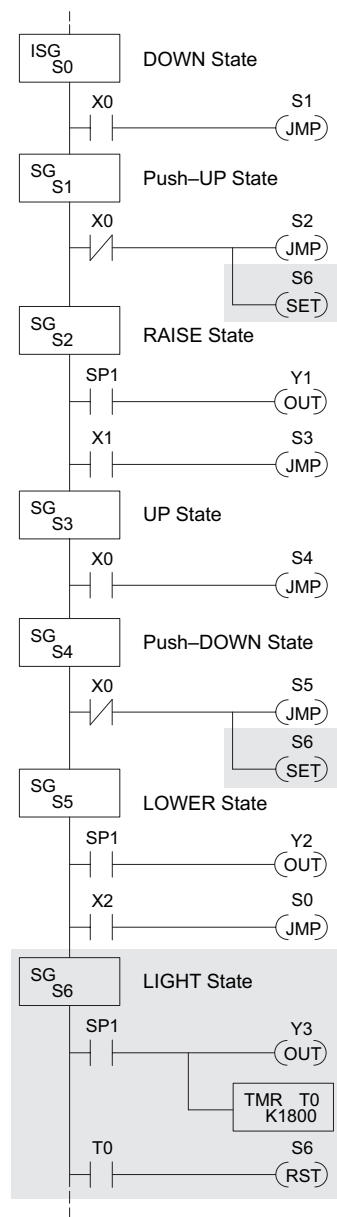 ISG
S0
DOWN State
X0
S1
JMP
SG
S1
Push–UP State
X0
S2
JMP
S6
SET
SG
S2
RAISE State
SP1
Y1
OUT
X1
S3
JMP
SG
S3
UP State
X0
S4
JMP
SG
S4
Push–DOWN State
X0
S5
JMP
S6
SET
SG
S5
LOWER State
SP1
Y2
OUT
X2
S0
JMP
SG
S6
LIGHT State
SP1
Y3
OUT
TMR T0
K1800
T0
S6
RST